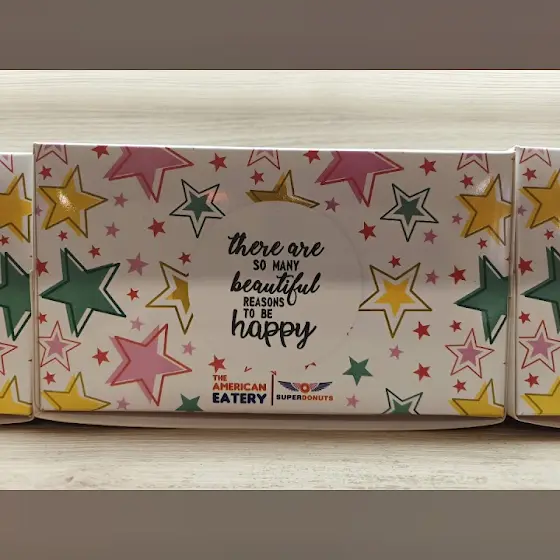 there are
SO MANY
beautiful
REASONS
TO BE
happy
THE
AMERICAN
EATERY
SUPERDONUTS